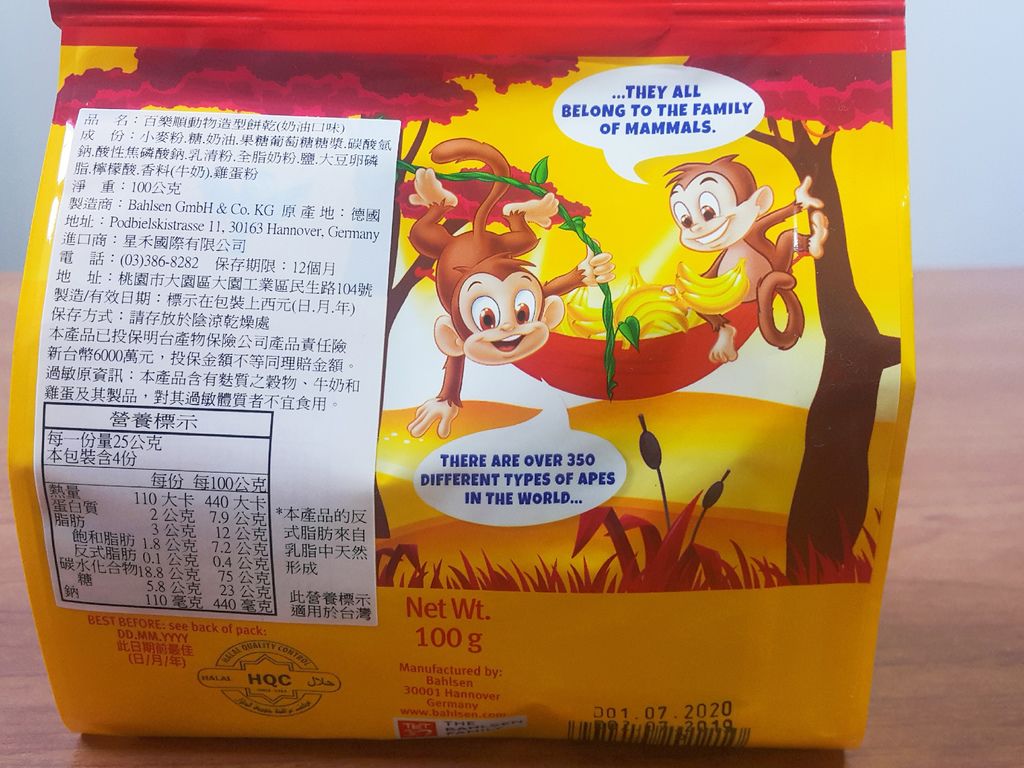 ...THEY ALL
BELONG TO THE FAMILY
OF MAMMALS.
品 名：百樂順動物造型餅乾(奶油口味)
成 份：小麥粉.糖.奶油.果糖葡萄糖糖漿.碳酸氫
鈉.酸性焦磷酸鈉.乳清粉.全脂奶粉.鹽.大豆卵磷
脂.檸檬酸.香料(牛奶).雞蛋粉
淨 重：100公克
製造商：Bahlsen GmbH & Co. KG 原產地：德國
地址：Podbielskistrasse 11, 30163 Hannover, Germany
進口商：星禾國際有限公司
電 話：(03)386-8282 保存期限：12個月
地 址：桃園市大園區大園工業區民生路104號
製造/有效日期：標示在包裝上西元(日.月.年)
保存方式：請存放於陰涼乾燥處
本產品已投保明台產物保險公司產品責任險
新台幣6000萬元，投保金額不等同理賠金額。
過敏原資訊：本產品含有麩質之穀物、牛奶和
雞蛋及其製品，對其過敏體質者不宜食用。
營養標示
每一份量25公克
本包裝含4份
每份 每100公克
熱量 110 大卡 440 大卡
蛋白質 2 公克 7.9 公克
脂肪 3 公克 12 公克
飽和脂肪 1.8 公克 7.2 公克
反式脂肪 0.1 公克 0.4 公克
碳水化合物 18.8 公克 75 公克
糖 5.8 公克 23 公克
鈉 110 毫克 440 毫克
*本產品的反
式脂肪來自
乳脂中天然
形成
此營養標示
適用於台灣
THERE ARE OVER 350
DIFFERENT TYPES OF APES
IN THE WORLD...
BEST BEFORE: see back of pack:
DD.MM.YYYY
此日期前最佳
(日/月/年)
HALAL QUALITY CONTROL
HALAL HQC حلال
Net Wt.
100 g
Manufactured by:
Bahlsen
30001 Hannover
Germany
www.bahlsen.com
THE
BAHLSEN
FAMILY
D01.07.2020